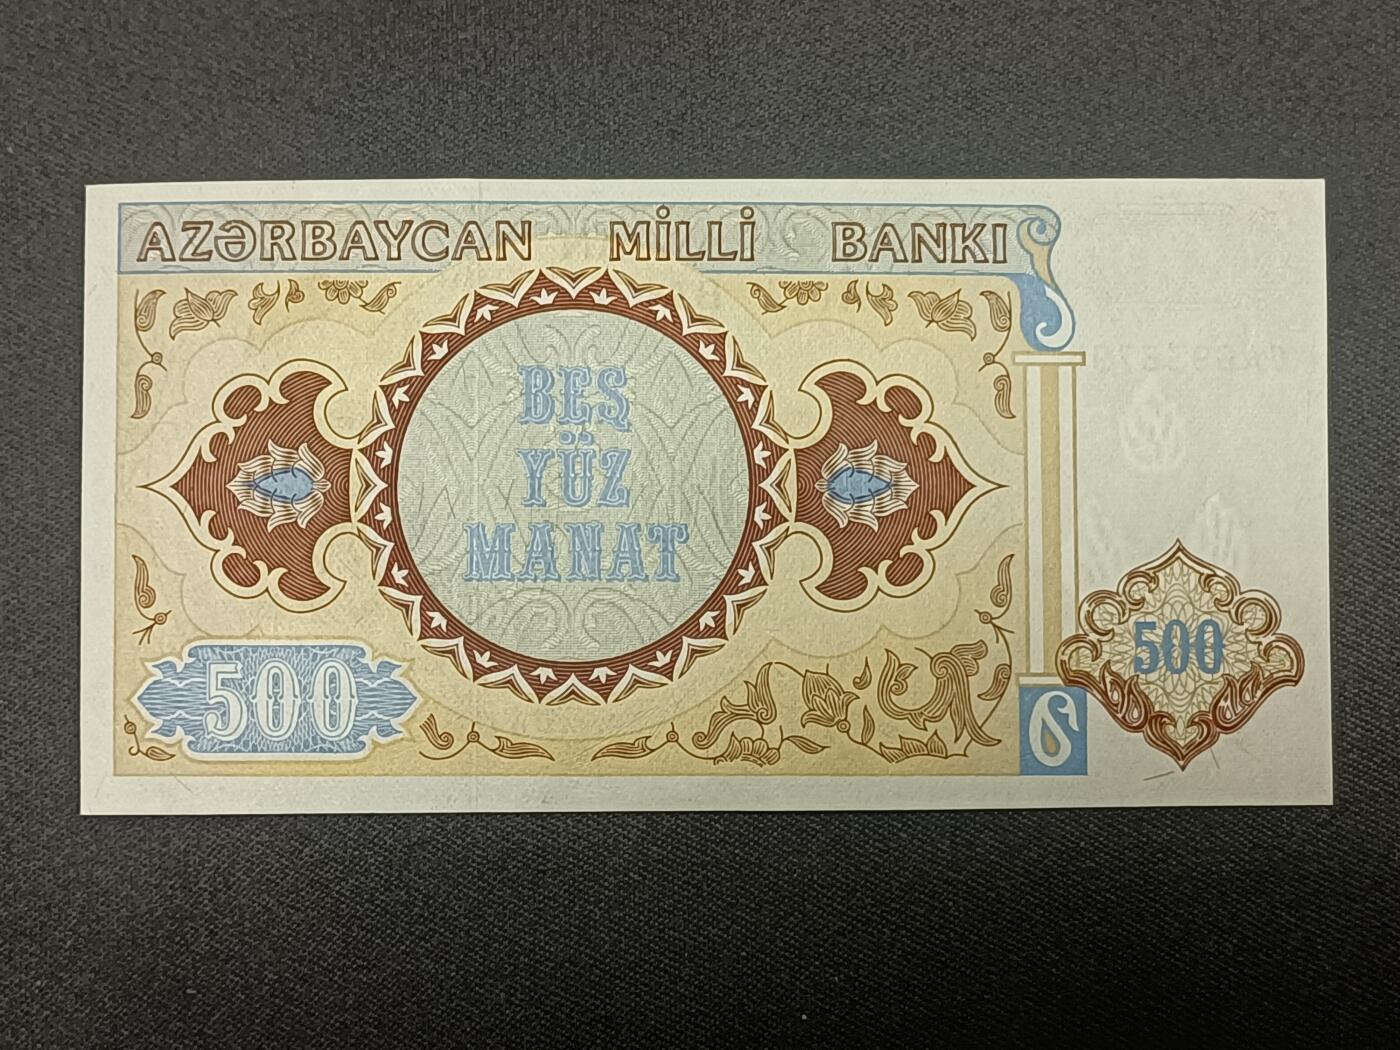 AZƏRBAYCAN MİLLİ BANKI
BEŞ
YÜZ
MANAT
500
500